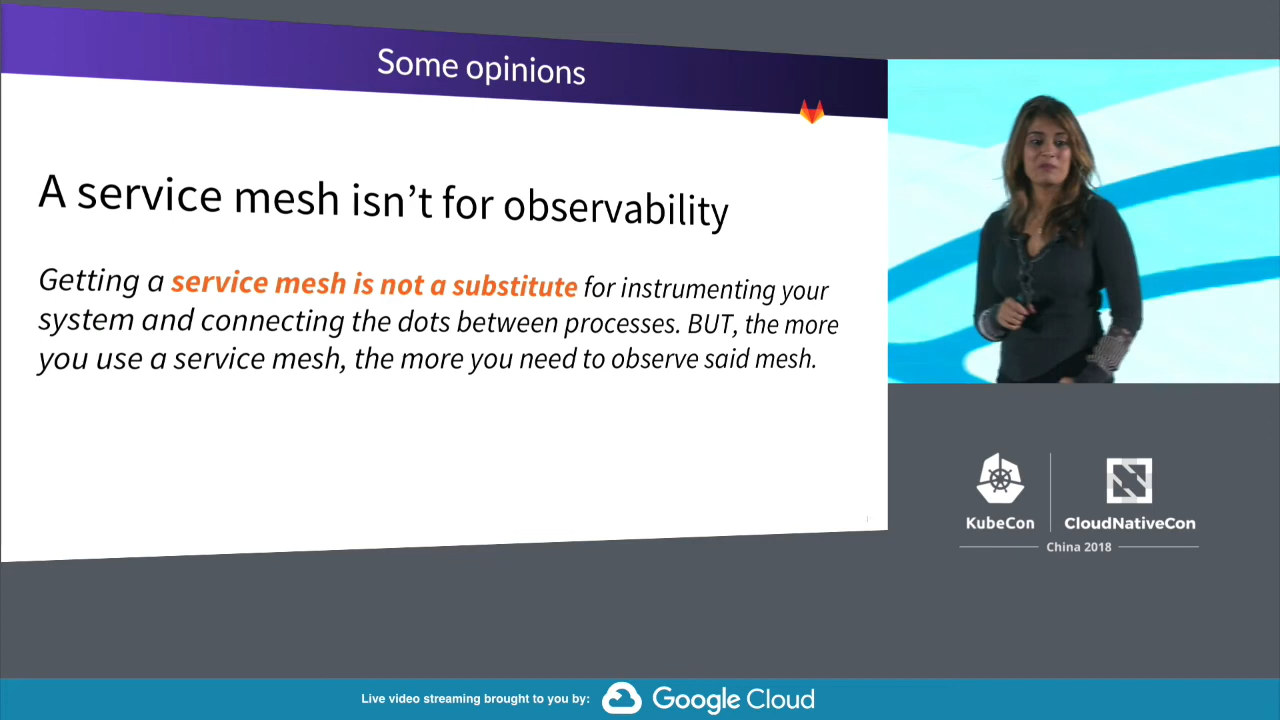 Some opinions
A service mesh isn’t for observability
Getting a service mesh is not a substitute for instrumenting your
system and connecting the dots between processes. BUT, the more
you use a service mesh, the more you need to observe said mesh.
KubeCon
CloudNativeCon
China 2018
Live video streaming brought to you by:
Google Cloud